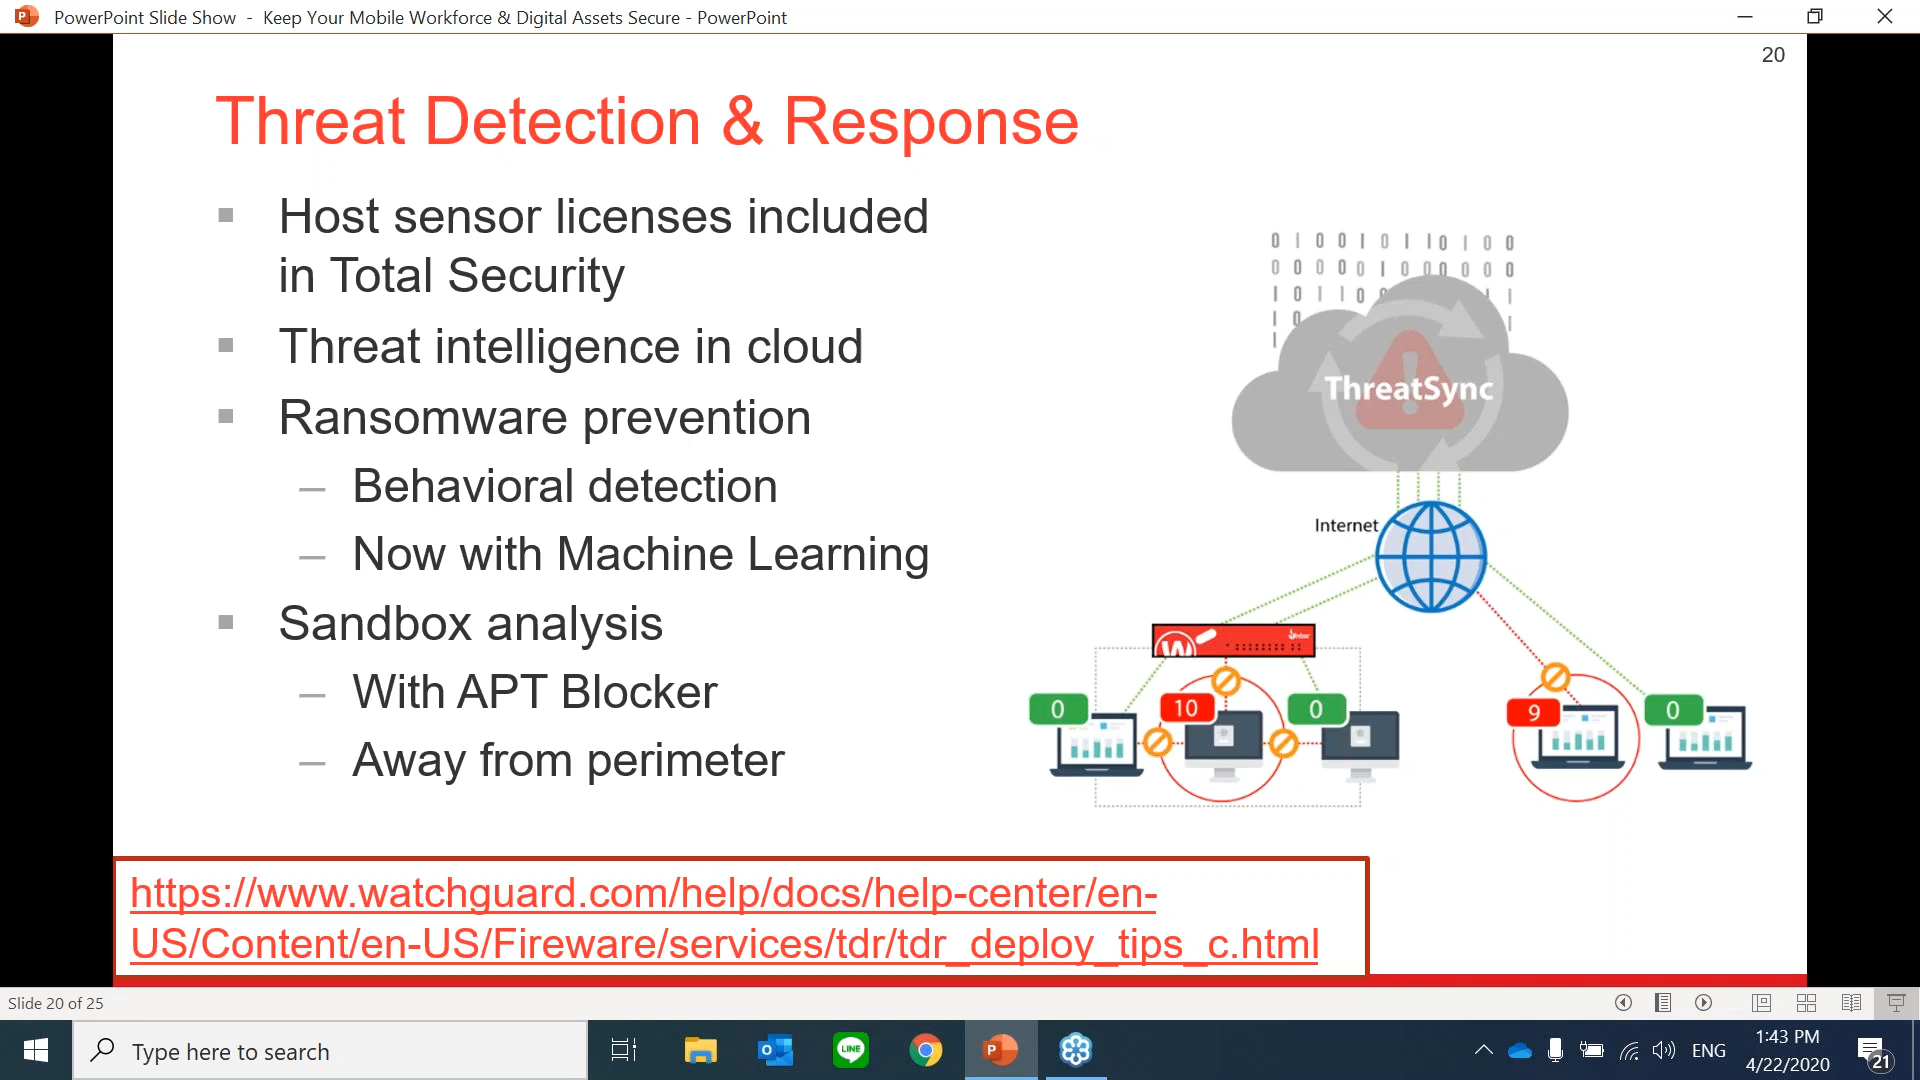 PowerPoint Slide Show - Keep Your Mobile Workforce & Digital Assets Secure - PowerPoint
20
Threat Detection & Response
Host sensor licenses included
in Total Security
Threat intelligence in cloud
Ransomware prevention
– Behavioral detection
– Now with Machine Learning
Sandbox analysis
– With APT Blocker
– Away from perimeter
ThreatSync
Internet
0
10
0
9
0
https://www.watchguard.com/help/docs/help-center/en-
US/Content/en-US/Fireware/services/tdr/tdr_deploy_tips_c.html
Slide 20 of 25
Type here to search
LINE
ENG
1:43 PM
4/22/2020
21